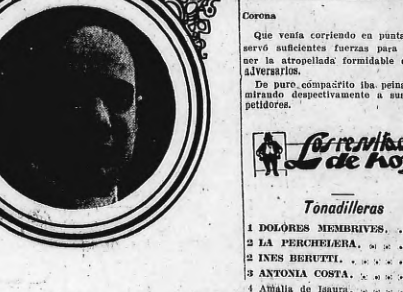 Corona
Que venía corriendo en punta
servó suficientes fuerzas para
ner la atropellada formidable
adversarios.
De puro compadrito iba peina
mirando despectivamente a sus
petidores.
Los resultad
de hoy
Tonadilleras
1 DOLORES MEMBRIVES.
2 LA PERCHELERA.
2 INES BERUTTI.
3 ANTONIA COSTA.
4 Amalia de Isaura.